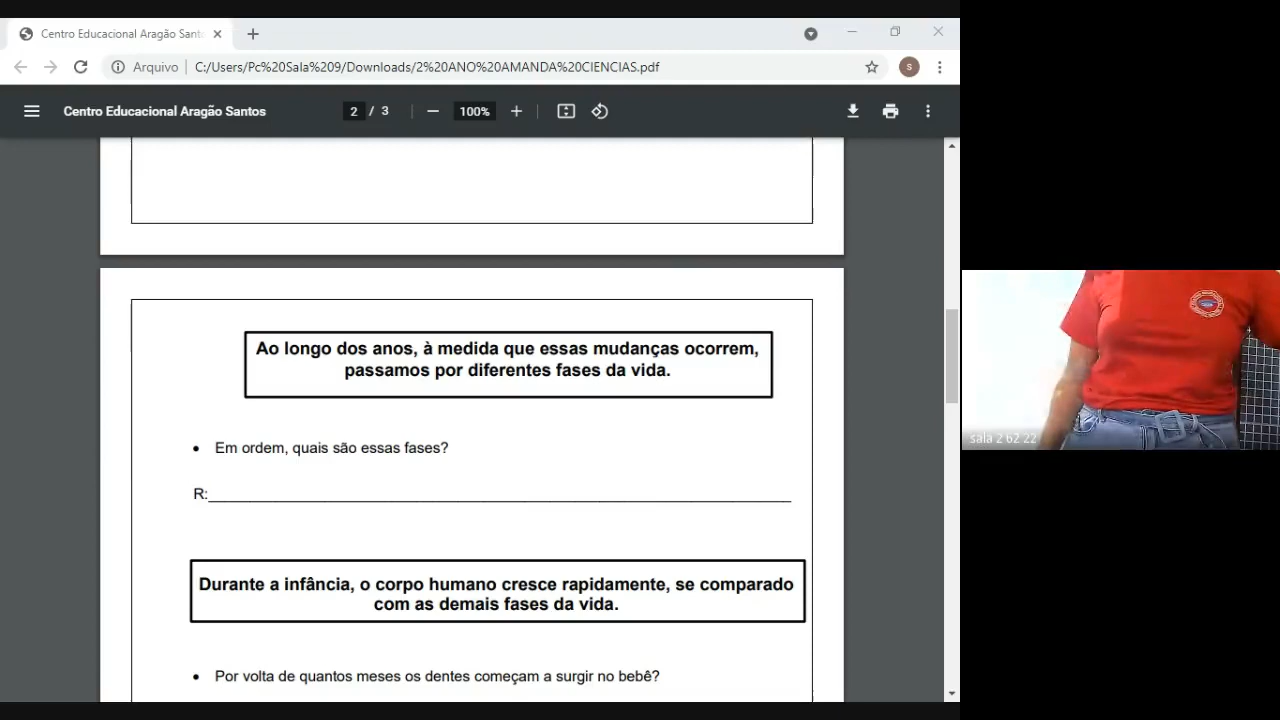 Centro Educacional Aragão Sant
Arquivo
C:/Users/Pc%20Sala%209/Downloads/2%20ANO%20AMANDA%20CIENCIAS.pdf
S
Centro Educacional Aragão Santos
2 / 3
100%
Ao longo dos anos, à medida que essas mudanças ocorrem,
passamos por diferentes fases da vida.
• Em ordem, quais são essas fases?
R:
Durante a infância, o corpo humano cresce rapidamente, se comparado
com as demais fases da vida.
• Por volta de quantos meses os dentes começam a surgir no bebê?
sala 2 62 22